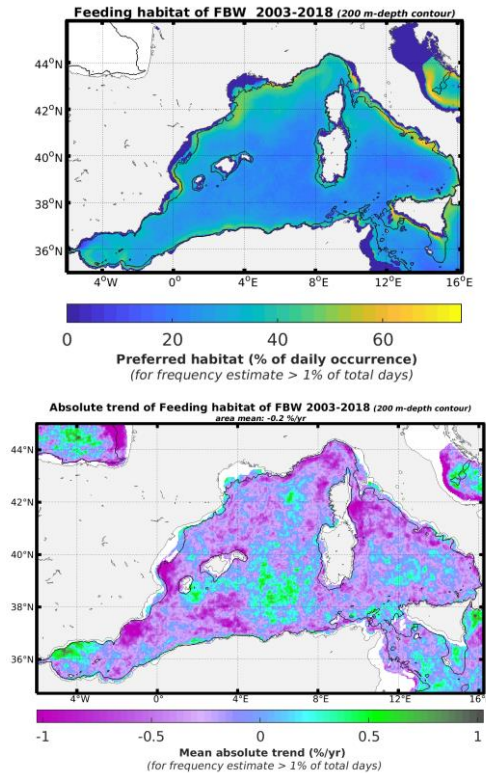 Feeding habitat of FBW 2003-2018 (200 m-depth contour)
44°N
42°N
40°N
38°N
36°N
4°W 0° 4°E 8°E 12°E 16°E
0 20 40 60
Preferred habitat (% of daily occurrence)
(for frequency estimate > 1% of total days)
Absolute trend of Feeding habitat of FBW 2003-2018 (200 m-depth contour)
area mean: -0.2 %/yr
44°N
42°N
40°N
38°N
36°N
4°W 0° 4°E 8°E 12°E 16°E
-1 -0.5 0 0.5 1
Mean absolute trend (%/yr)
(for frequency estimate > 1% of total days)